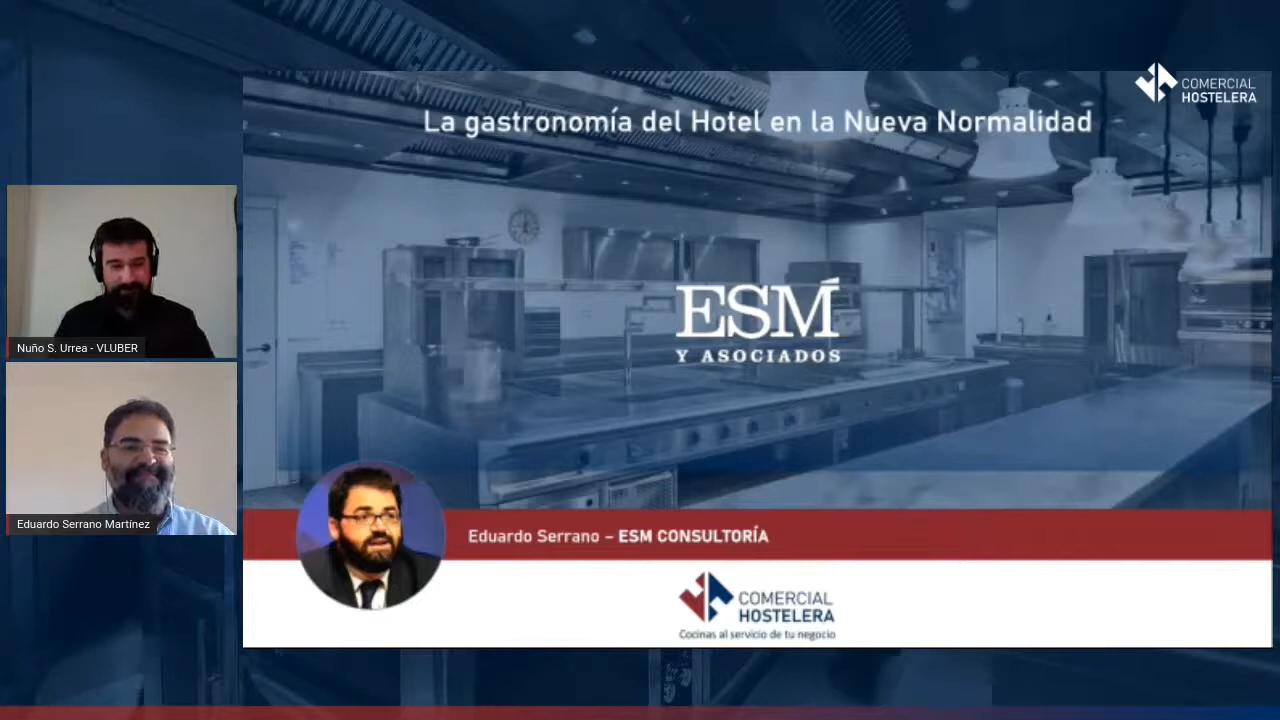 COMERCIAL
HOSTELERA
La gastronomía del Hotel en la Nueva Normalidad
ESM
Y ASOCIADOS
Nuño S. Urrea - VLUBER
Eduardo Serrano Martínez
Eduardo Serrano – ESM CONSULTORÍA
COMERCIAL
HOSTELERA
Cocinas al servicio de tu negocio